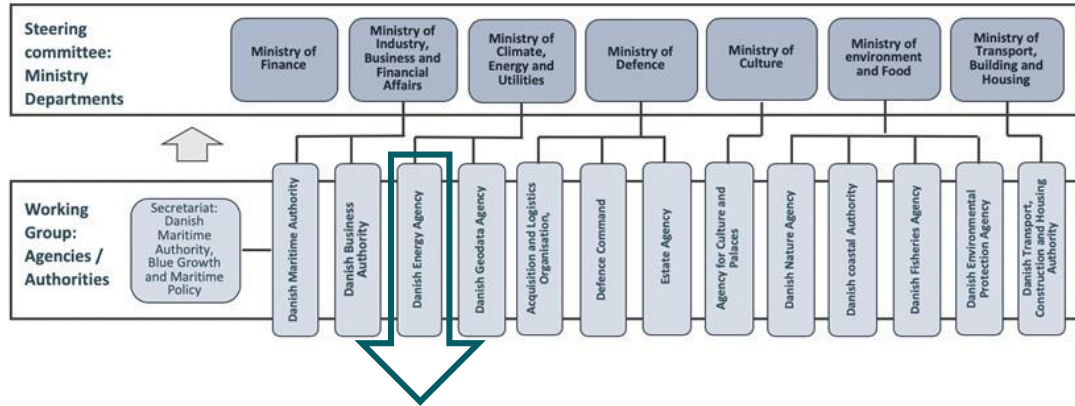 Steering
committee:
Ministry
Departments
Ministry of
Finance
Ministry of
Industry,
Business and
Financial
Affairs
Ministry of
Climate,
Energy and
Utilities
Ministry of
Defence
Ministry of
Culture
Ministry of
environment
and Food
Ministry of
Transport,
Building and
Housing
Working
Group:
Agencies /
Authorities
Secretariat:
Danish
Maritime
Authority,
Blue Growth
and Maritime
Policy
Danish Maritime Authority
Danish Business
Authority
Danish Energy Agency
Danish Geodata Agency
Acquisition and Logistics
Organisation,
Defence Command
Estate Agency
Agency for Culture and
Palaces
Danish Nature Agency
Danish coastal Authority
Danish Fisheries Agency
Danish Environmental
Protection Agency
Danish Transport,
Construction and Housing
Authority